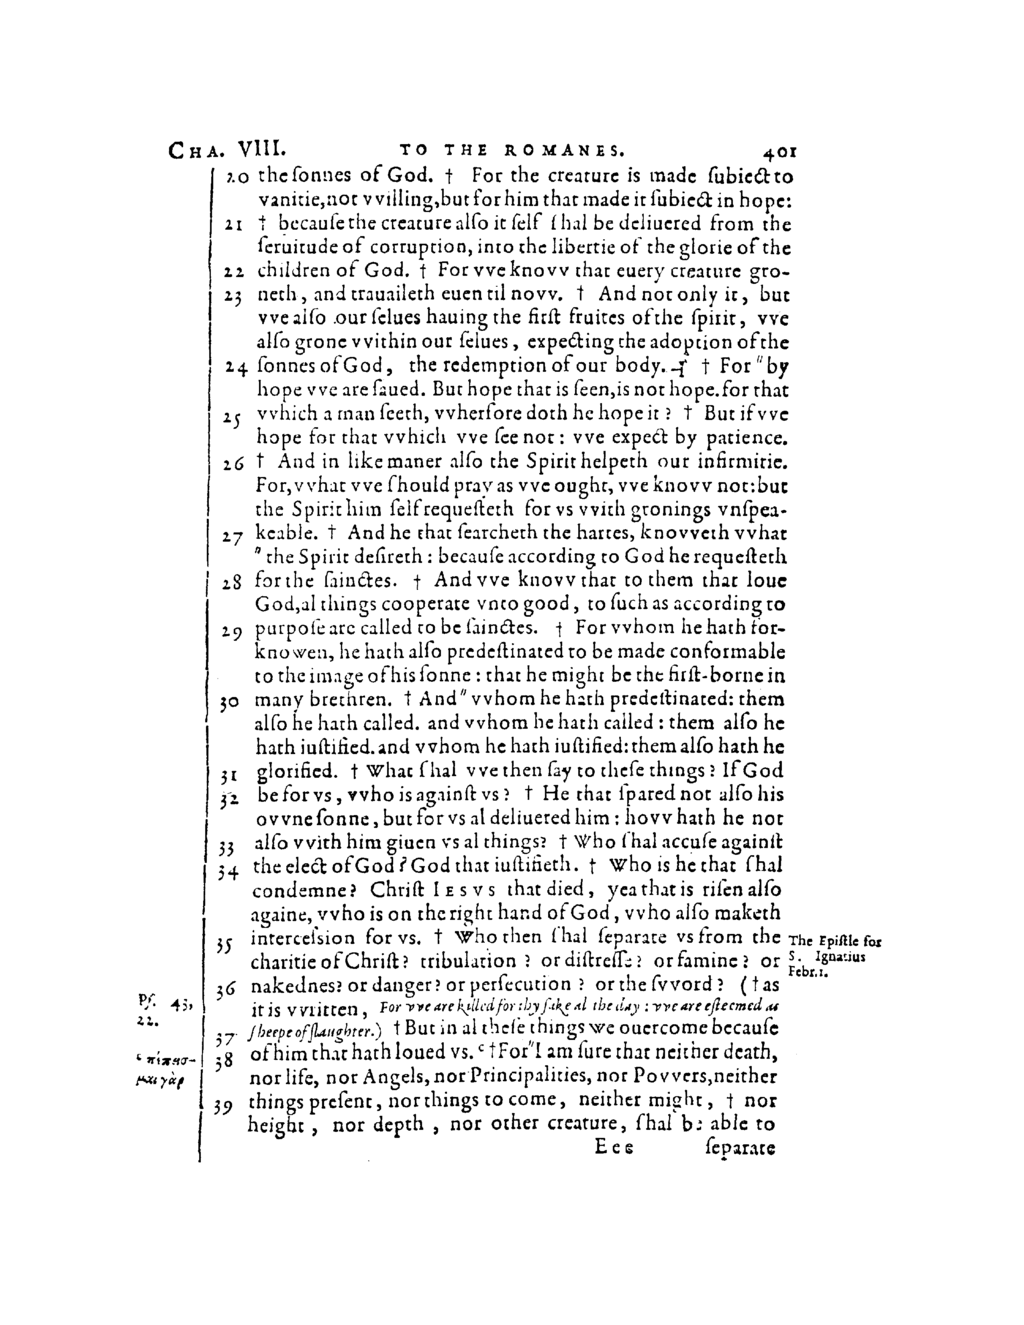 CHA. VIII. TO THE ROMANES. 401
20 the ſonnes of God. † For the creature is made ſubiect to
vanitie,not vvilling,but for him that made it ſubiect in hope:
21 † becauſe the creature alſo it ſelf ſhal be deliuered from the
ſeruitude of corruption, into the libertie of the glorie of the
22 children of God. † For vve knovv that euery creature gro-
23 neth, and trauaileth euen til novv. † And not only it, but
vve alſo our ſelues hauing the firſt fruites of the ſpirit, vve
alſo grone vvithin our ſelues, expecting the adoption of the
24 ſonnes of God, the redemption of our body. † For "by
hope vve are ſaued. But hope that is ſeen,is not hope.for that
25 vvhich a man ſeeth, vvherfore doth he hope it? † But if vve
hope for that vvhich vve ſee not: vve expect by patience.
26 † And in like maner alſo the Spirit helpeth our infirmitie.
For,vvhat vve ſhould pray as vve ought, vve knovv not:but
the Spirit him ſelf requeſteth for vs vvith gronings vnſpea-
27 keable. † And he that ſearcheth the hartes, knovveth vvhat
"the Spirit deſireth: becauſe according to God he requeſteth
28 for the ſainctes. † And vve knovv that to them that loue
God,al things cooperate vnto good, to ſuch as according to
29 purpoſe are called to be ſainctes. † For vvhom he hath for-
knowen, he hath alſo predeſtinated to be made conformable
to the image of his ſonne: that he might be the firſt-borne in
30 many brethren. † And "vvhom he hath predeſtinated: them
alſo he hath called. and vvhom he hath called: them alſo he
hath iuſtified. and vvhom he hath iuſtified: them alſo hath he
31 glorified. † What ſhal vve then ſay to theſe things? If God
32 be for vs, vvho is againſt vs? † He that ſpared not alſo his
ovvne ſonne, but for vs al deliuered him: hovv hath he not
33 alſo vvith him giuen vs al things? † Who ſhal accuſe againſt
34 the elect of God? God that iuſtifieth. † Who is he that ſhal
condemne? Chriſt IESVS that died, yea that is riſen alſo
againe, vvho is on the right hand of God, vvho alſo maketh
35 interceſsion for vs. † Who then ſhal ſeparate vs from the
charitie of Chriſt? tribulation? or diſtreſſe? or famine? or
The Epiſtle for
S. Ignatius
Febr.1.
36 nakednes? or danger? or perſecution? or the ſvvord? († as
it is vvritten, For vve are killed for thy ſake al the day: vve are eſteemed as
Pſ. 43,
22.
37 ſheepe of ſlaughter.) † But in al theſe things we ouercome becauſe
38 of him that hath loued vs. ᶜ †For "I am ſure that neither death,
ᶜ πέπεισ-
μαι γὰρ
nor life, nor Angels, nor Principalities, nor Povvers,neither
39 things preſent, nor things to come, neither might, † nor
height, nor depth, nor other creature, ſhal be able to
Eee ſeparate